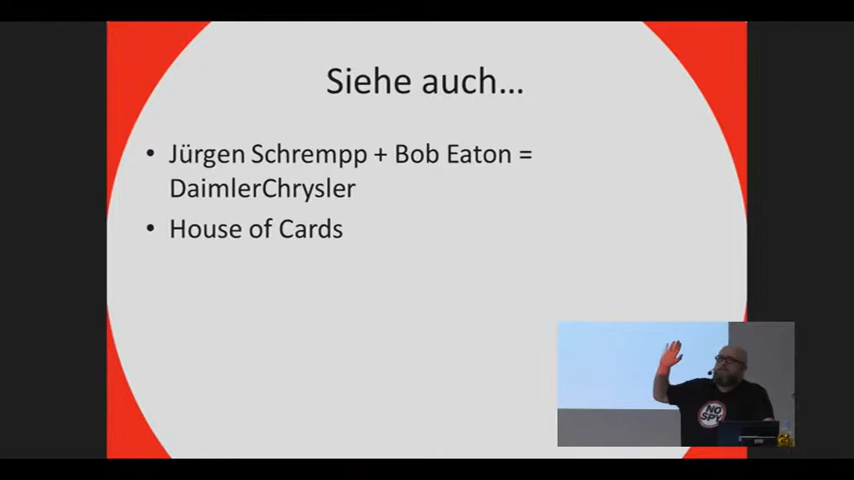 Siehe auch...
• Jürgen Schrempp + Bob Eaton =
DaimlerChrysler
• House of Cards
NO
SPY